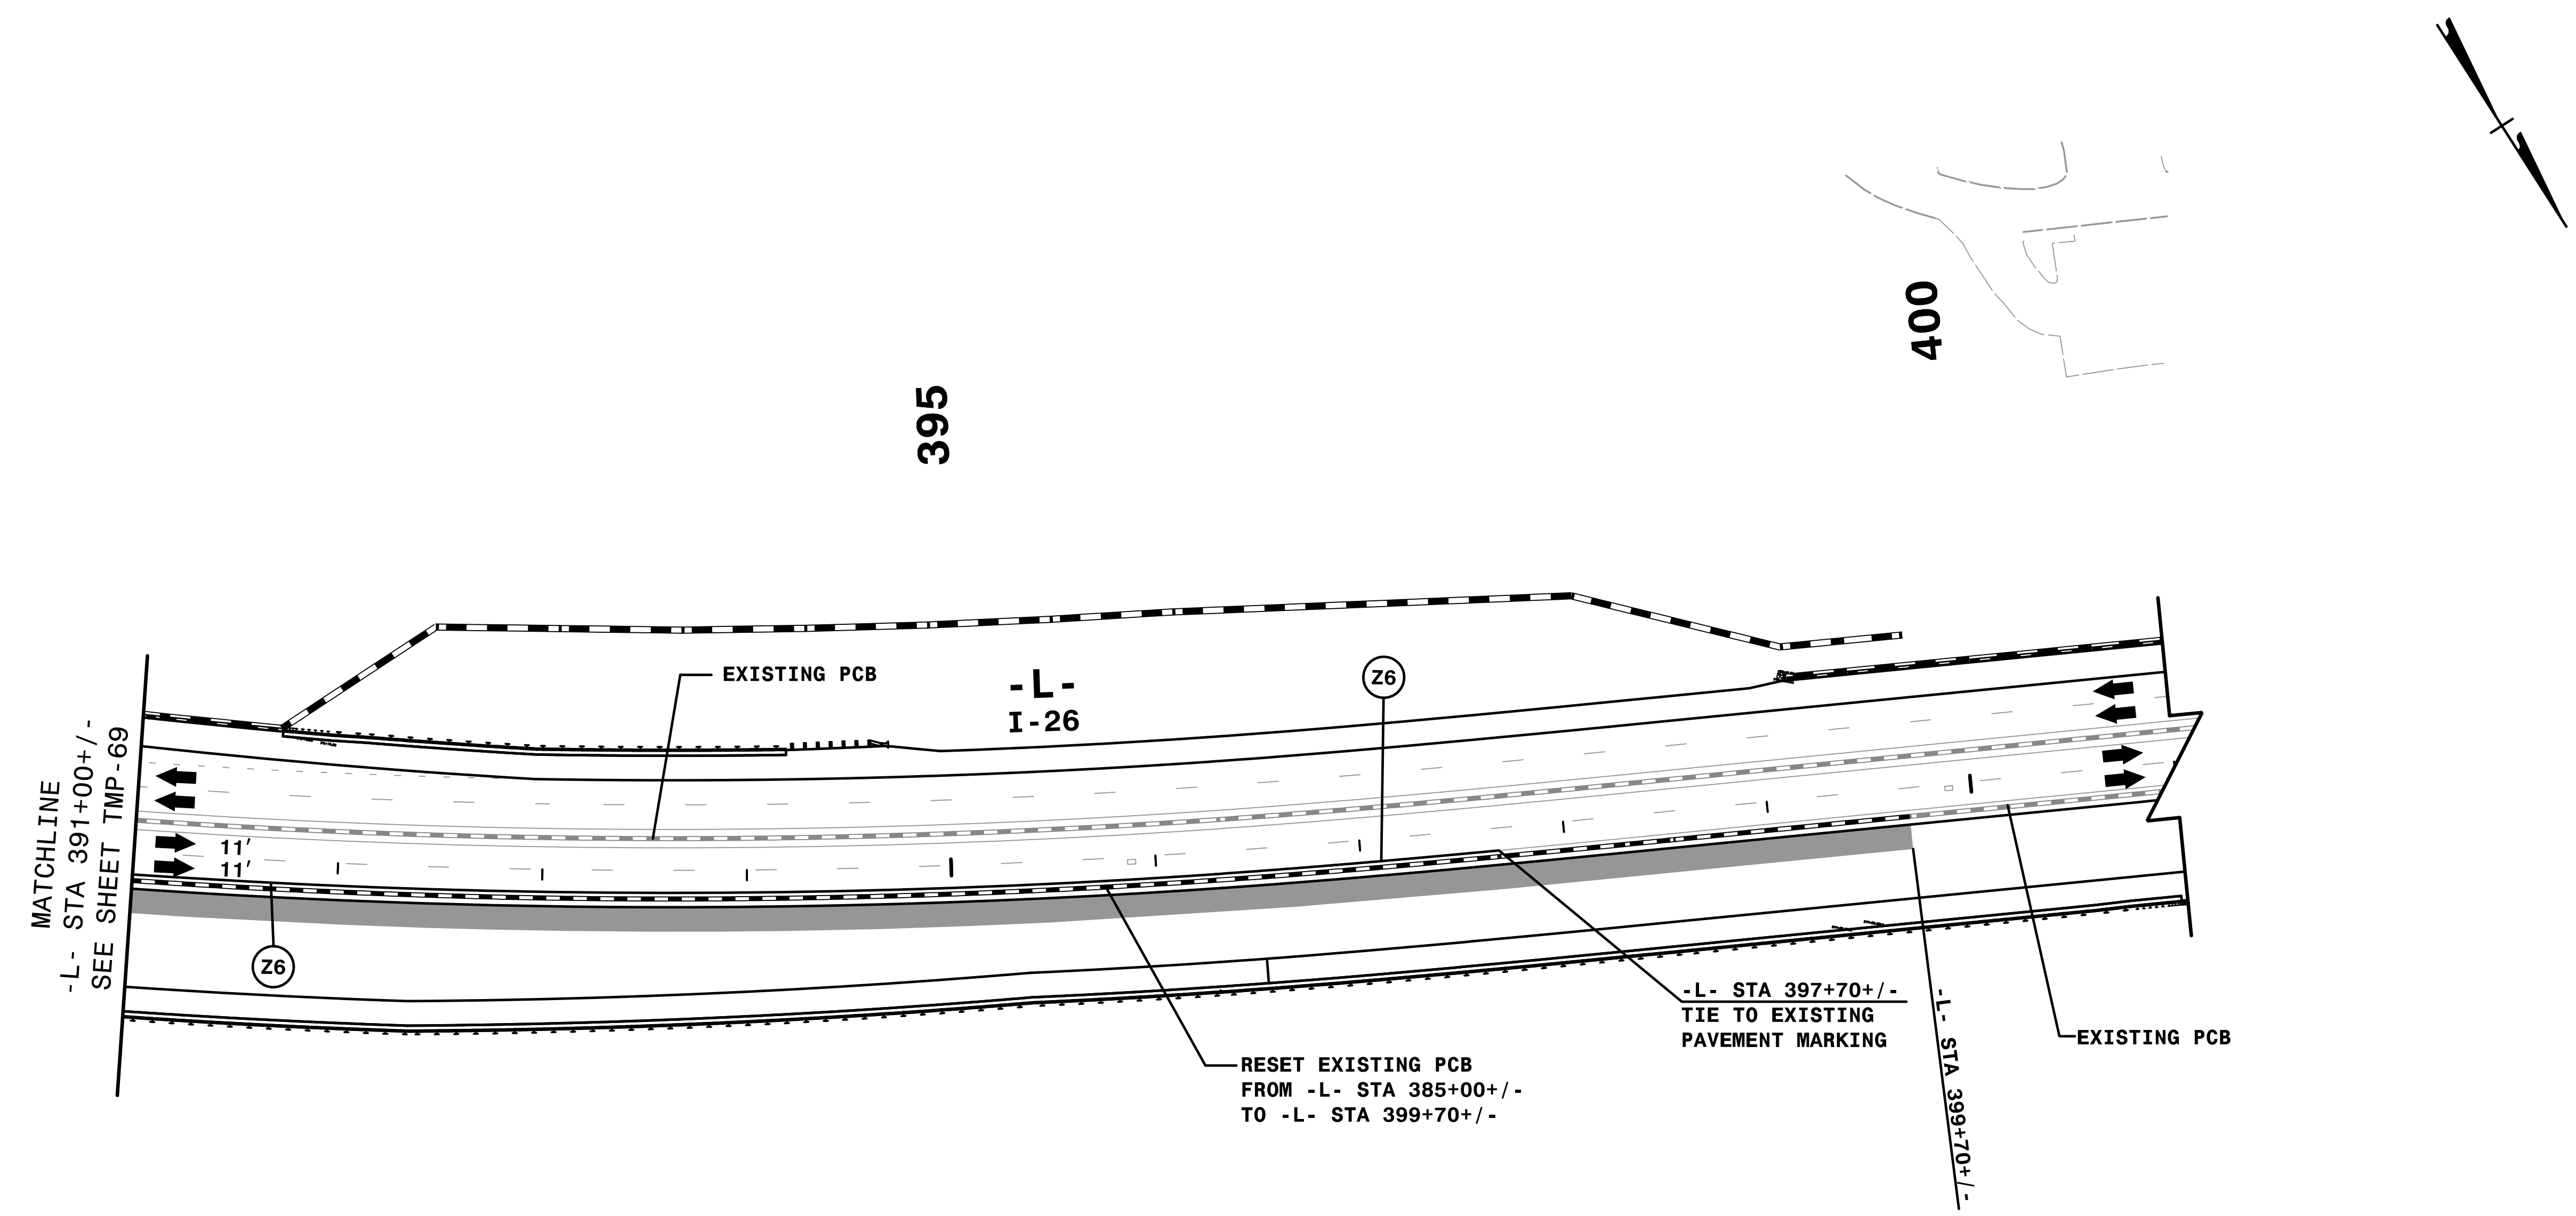 400
395
EXISTING PCB
-L-
I-26
Z6
MATCHLINE
-L- STA 391+00+/-
SEE SHEET TMP-69
11'
11'
Z6
-L- STA 397+70+/-
TIE TO EXISTING
PAVEMENT MARKING
-L- STA 399+70+/-
EXISTING PCB
RESET EXISTING PCB
FROM -L- STA 385+00+/-
TO -L- STA 399+70+/-